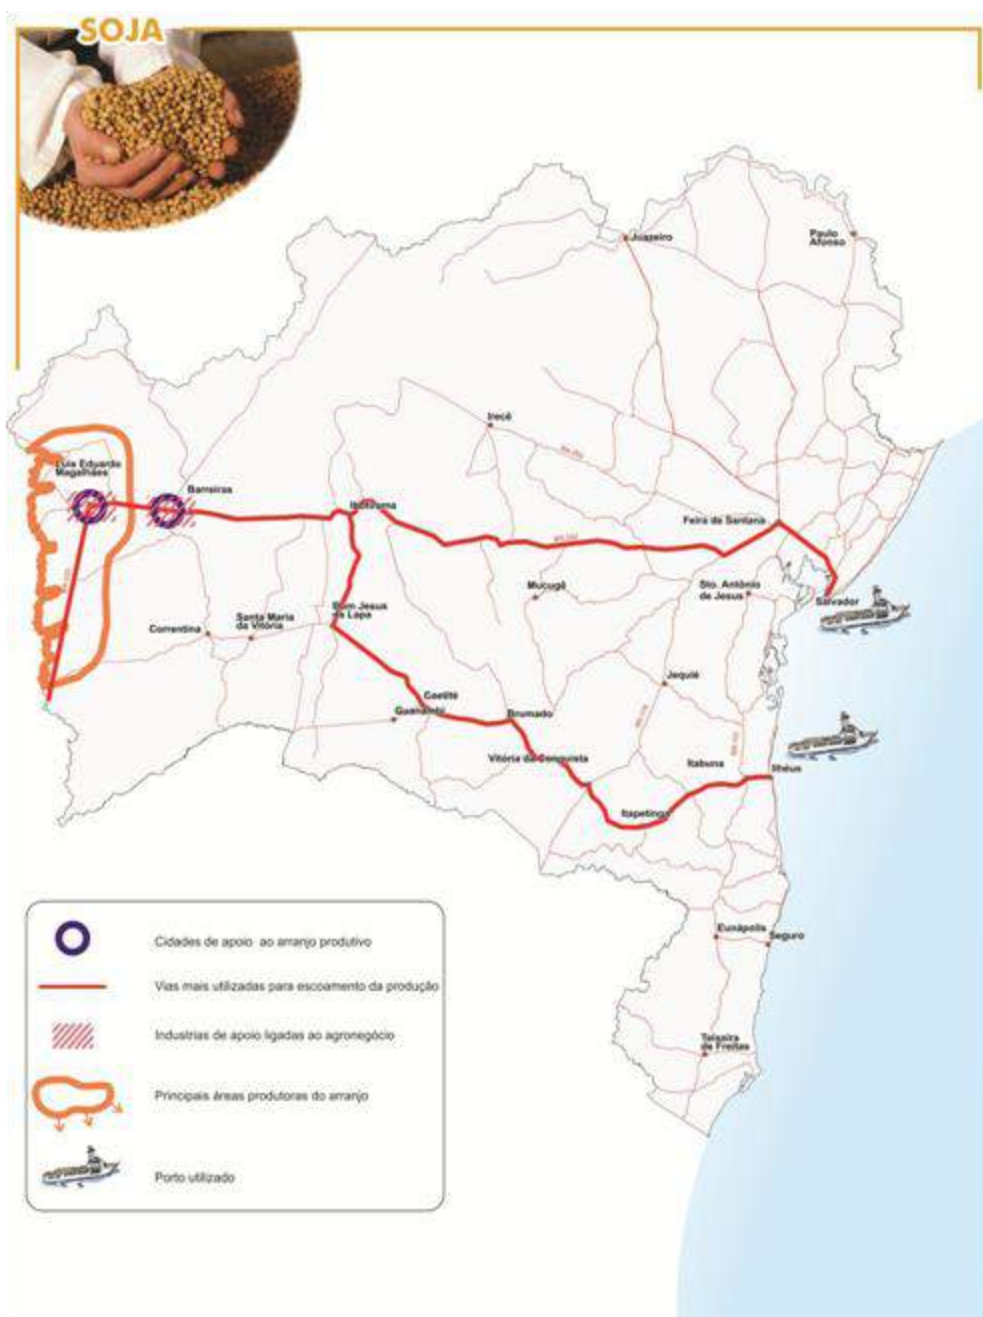 SOJA
Juazeiro
Paulo
Afonso
Irecê
Luis Eduardo
Magalhães
Barreiras
Ibotirama
Feira de Santana
Mucugê
Sto. Antônio
de Jesus
Salvador
Bom Jesus
da Lapa
Santa Maria
da Vitória
Correntina
Jequié
Caetité
Guanambi
Brumado
Vitória da Conquista
Itabuna
Ilhéus
Itapetinga
Eunápolis
Seguro
Teixeira
de Freitas
Cidades de apoio ao arranjo produtivo
Vias mais utilizadas para escoamento da produção
Industrias de apoio ligadas ao agronegócio
Principais áreas produtoras do arranjo
Porto utilizado